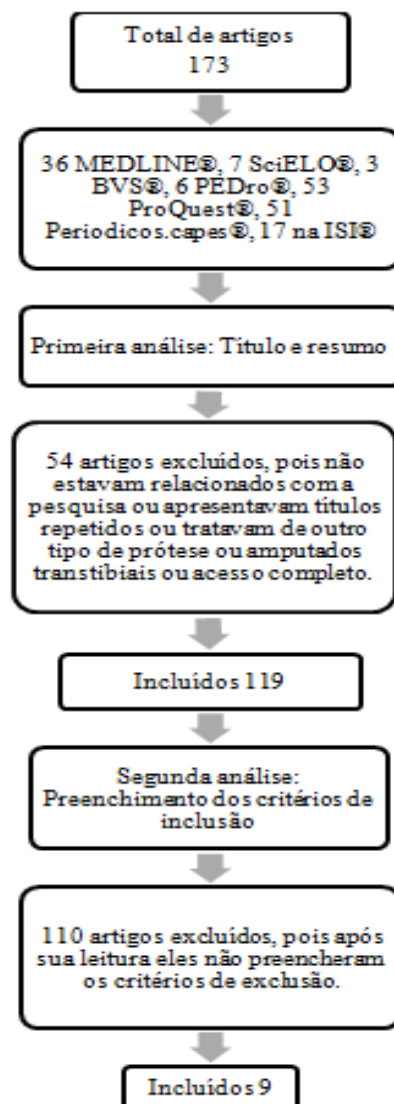 Total de artigos
173
36 MEDLINE®, 7 SciELO®, 3
BVS®, 6 PEDro®, 53
ProQuest®, 51
Periodicos.capes®, 17 na ISI®
Primeira análise: Título e resumo
54 artigos excluídos, pois não
estavam relacionados com a
pesquisa ou apresentavam títulos
repetidos ou tratavam de outro
tipo de prótese ou amputados
transtibiais ou acesso completo.
Incluídos 119
Segunda análise:
Preenchimento dos critérios de
inclusão
110 artigos excluídos, pois após
sua leitura eles não preencheram
os critérios de exclusão.
Incluídos 9